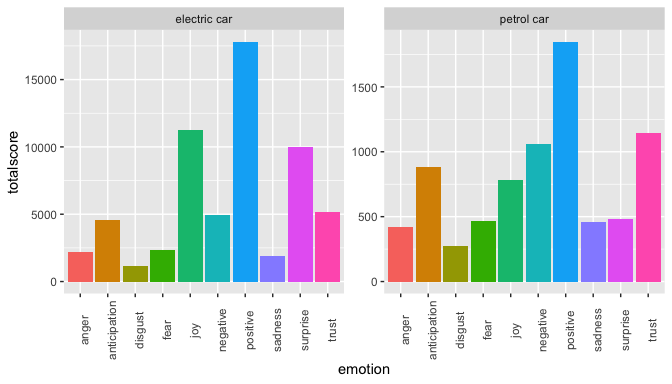 electric car
petrol car
totalscore
15000
10000
5000
0
1500
1000
500
0
anger
anticipation
disgust
fear
joy
negative
positive
sadness
surprise
trust
anger
anticipation
disgust
fear
joy
negative
positive
sadness
surprise
trust
emotion